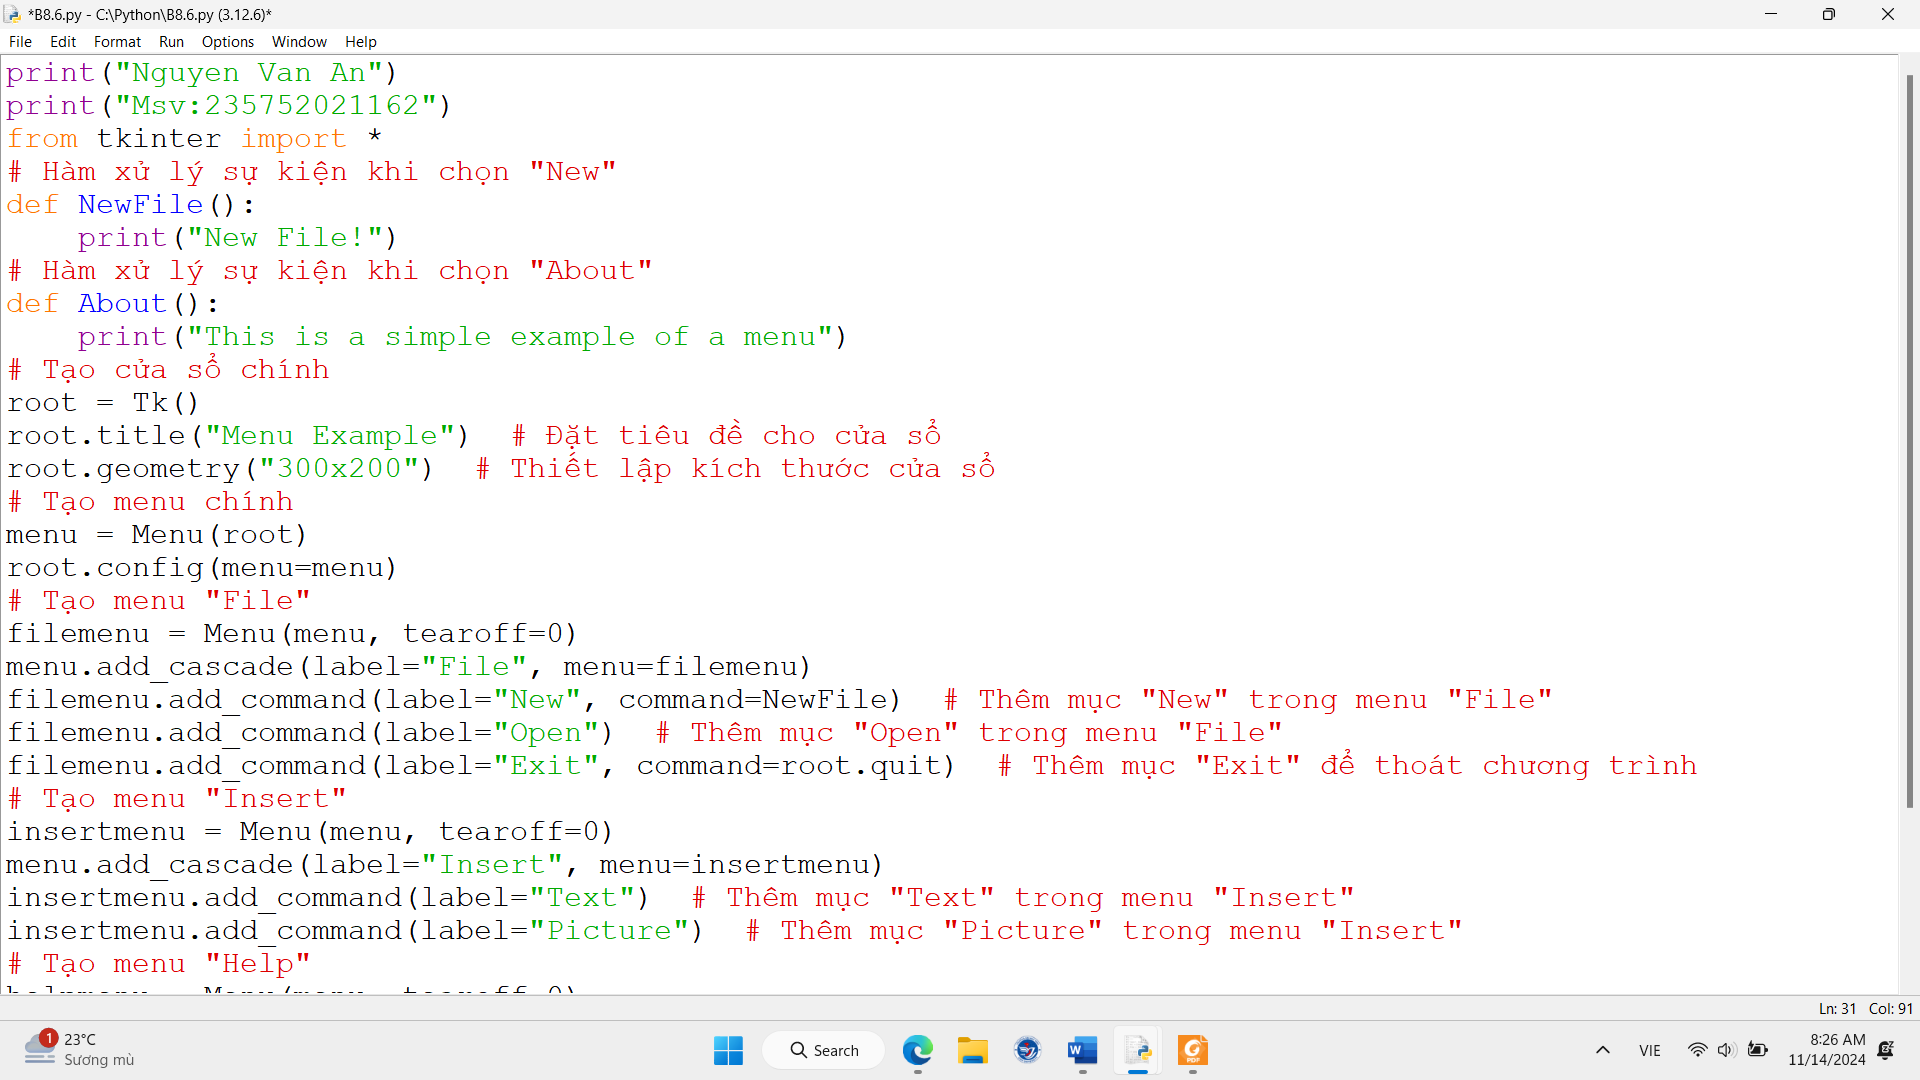 *B8.6.py - C:\Python\B8.6.py (3.12.6)*
File Edit Format Run Options Window Help
print("Nguyen Van An")
print("Msv:235752021162")
from tkinter import *
# Hàm xử lý sự kiện khi chọn "New"
def NewFile():
    print("New File!")
# Hàm xử lý sự kiện khi chọn "About"
def About():
    print("This is a simple example of a menu")
# Tạo cửa sổ chính
root = Tk()
root.title("Menu Example")  # Đặt tiêu đề cho cửa sổ
root.geometry("300x200")  # Thiết lập kích thước cửa sổ
# Tạo menu chính
menu = Menu(root)
root.config(menu=menu)
# Tạo menu "File"
filemenu = Menu(menu, tearoff=0)
menu.add_cascade(label="File", menu=filemenu)
filemenu.add_command(label="New", command=NewFile)  # Thêm mục "New" trong menu "File"
filemenu.add_command(label="Open")  # Thêm mục "Open" trong menu "File"
filemenu.add_command(label="Exit", command=root.quit)  # Thêm mục "Exit" để thoát chương trình
# Tạo menu "Insert"
insertmenu = Menu(menu, tearoff=0)
menu.add_cascade(label="Insert", menu=insertmenu)
insertmenu.add_command(label="Text")  # Thêm mục "Text" trong menu "Insert"
insertmenu.add_command(label="Picture")  # Thêm mục "Picture" trong menu "Insert"
# Tạo menu "Help"
helpmenu = Menu(menu, tearoff=0)
Ln: 31 Col: 91
1
23°C
Sương mù
Search
VIE
8:26 AM
11/14/2024